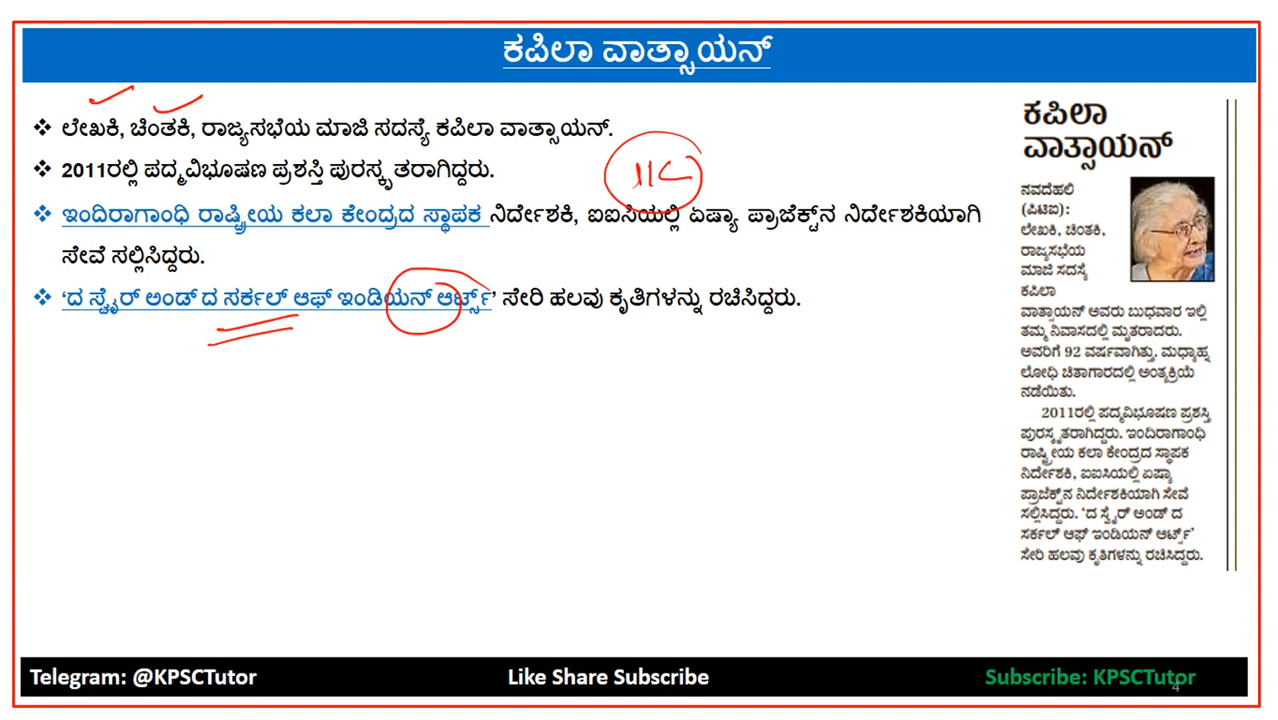 ಕಪಿಲಾ ವಾತ್ಸಾಯನ್
❖ ಲೇಖಕಿ, ಚಿಂತಕಿ, ರಾಜ್ಯಸಭೆಯ ಮಾಜಿ ಸದಸ್ಯೆ ಕಪಿಲಾ ವಾತ್ಸಾಯನ್.
❖ 2011ರಲ್ಲಿ ಪದ್ಮವಿಭೂಷಣ ಪ್ರಶಸ್ತಿ ಪುರಸ್ಕೃತರಾಗಿದ್ದರು.
IIC
❖ ಇಂದಿರಾಗಾಂಧಿ ರಾಷ್ಟ್ರೀಯ ಕಲಾ ಕೇಂದ್ರದ ಸ್ಥಾಪಕ ನಿರ್ದೇಶಕಿ, ಐಐಸಿಯಲ್ಲಿ ಏಷ್ಯಾ ಪ್ರಾಜೆಕ್ಟ್‌ನ ನಿರ್ದೇಶಕಿಯಾಗಿ
ಸೇವೆ ಸಲ್ಲಿಸಿದ್ದರು.
❖ 'ದ ಸ್ಕ್ವೈರ್ ಅಂಡ್ ದ ಸರ್ಕಲ್ ಆಫ್ ಇಂಡಿಯನ್ ಆರ್ಟ್ಸ್' ಸೇರಿ ಹಲವು ಕೃತಿಗಳನ್ನು ರಚಿಸಿದ್ದರು.
ಕಪಿಲಾ
ವಾತ್ಸಾಯನ್
ನವದೆಹಲಿ
(ಪಿಟಿಐ):
ಲೇಖಕಿ, ಚಿಂತಕಿ,
ರಾಜ್ಯಸಭೆಯ
ಮಾಜಿ ಸದಸ್ಯೆ
ಕಪಿಲಾ
ವಾತ್ಸಾಯನ್ ಅವರು ಬುಧವಾರ ಇಲ್ಲಿ
ತಮ್ಮ ನಿವಾಸದಲ್ಲಿ ಮೃತರಾದರು.
ಅವರಿಗೆ 92 ವರ್ಷವಾಗಿತ್ತು. ಮಧ್ಯಾಹ್ನ
ಲೋಧಿ ಚಿತಾಗಾರದಲ್ಲಿ ಅಂತ್ಯಕ್ರಿಯೆ
ನಡೆಯಿತು.
2011ರಲ್ಲಿ ಪದ್ಮವಿಭೂಷಣ ಪ್ರಶಸ್ತಿ
ಪುರಸ್ಕೃತರಾಗಿದ್ದರು. ಇಂದಿರಾಗಾಂಧಿ
ರಾಷ್ಟ್ರೀಯ ಕಲಾ ಕೇಂದ್ರದ ಸ್ಥಾಪಕ
ನಿರ್ದೇಶಕಿ, ಐಐಸಿಯಲ್ಲಿ ಏಷ್ಯಾ
ಪ್ರಾಜೆಕ್ಟ್‌ನ ನಿರ್ದೇಶಕಿಯಾಗಿ ಸೇವೆ
ಸಲ್ಲಿಸಿದ್ದರು. 'ದ ಸ್ಕ್ವೈರ್ ಅಂಡ್ ದ
ಸರ್ಕಲ್ ಆಫ್ ಇಂಡಿಯನ್ ಆರ್ಟ್ಸ್'
ಸೇರಿ ಹಲವು ಕೃತಿಗಳನ್ನು ರಚಿಸಿದ್ದರು.
Telegram: @KPSCTutor
Like Share Subscribe
Subscribe: KPSCTutor
4